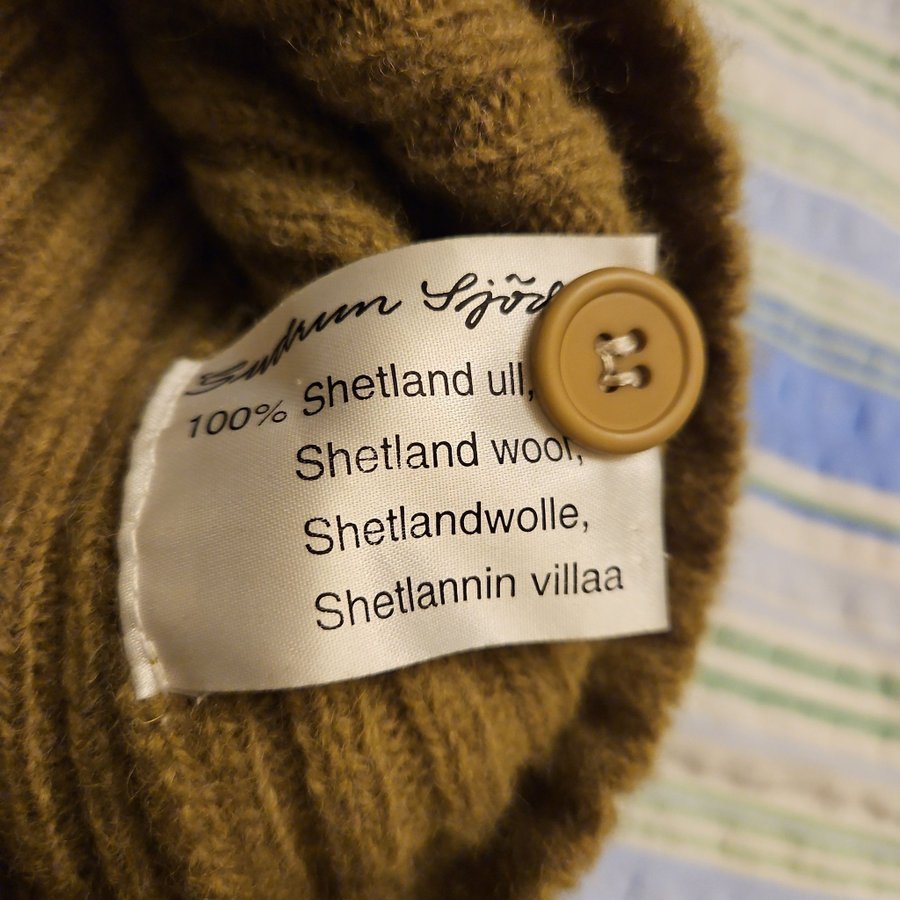 Gudrun Sjöd
100% Shetland ull,
Shetland wool,
Shetlandwolle,
Shetlannin villaa